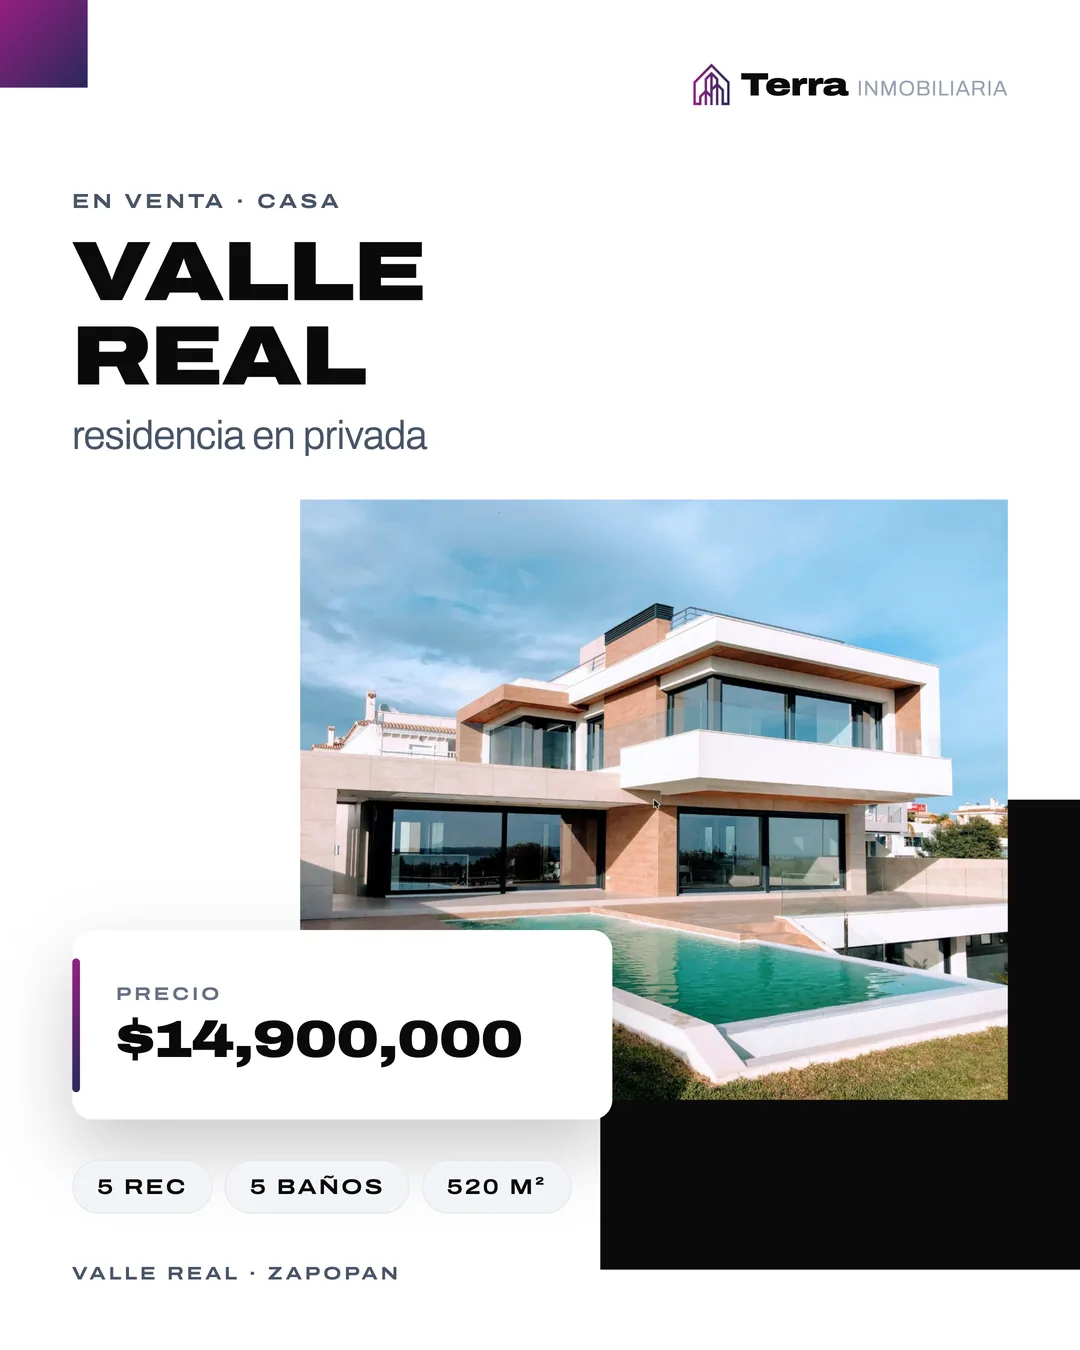 Terra INMOBILIARIA
EN VENTA · CASA
VALLE
REAL
residencia en privada
PRECIO
$14,900,000
5 REC
5 BAÑOS
520 M²
VALLE REAL · ZAPOPAN